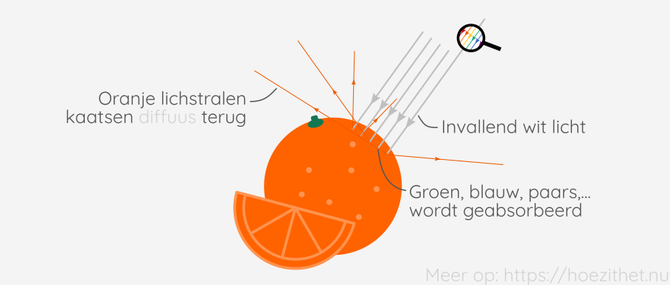 Oranje lichstralen
kaatsen diffuus terug
Invallend wit licht
Groen, blauw, paars,...
wordt geabsorbeerd
Meer op: https://hoezithet.nu